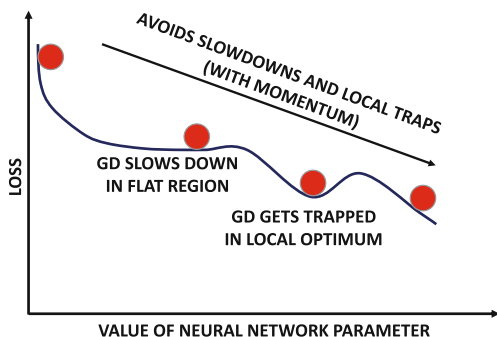 AVOIDS SLOWDOWNS AND LOCAL TRAPS
(WITH MOMENTUM)
GD SLOWS DOWN
IN FLAT REGION
GD GETS TRAPPED
IN LOCAL OPTIMUM
LOSS
VALUE OF NEURAL NETWORK PARAMETER